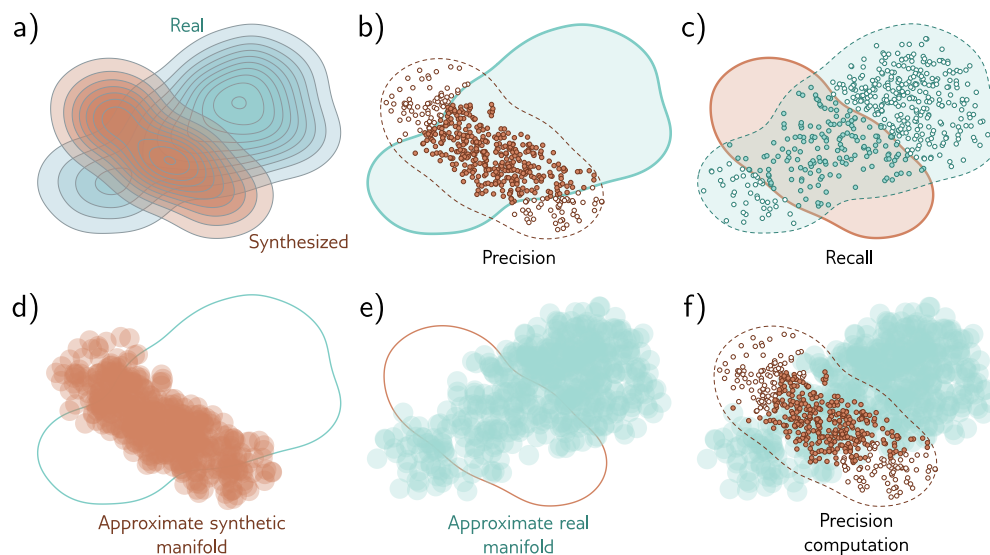 a)
Real
Synthesized
b)
Precision
c)
Recall
d)
Approximate synthetic
manifold
e)
Approximate real
manifold
f)
Precision
computation